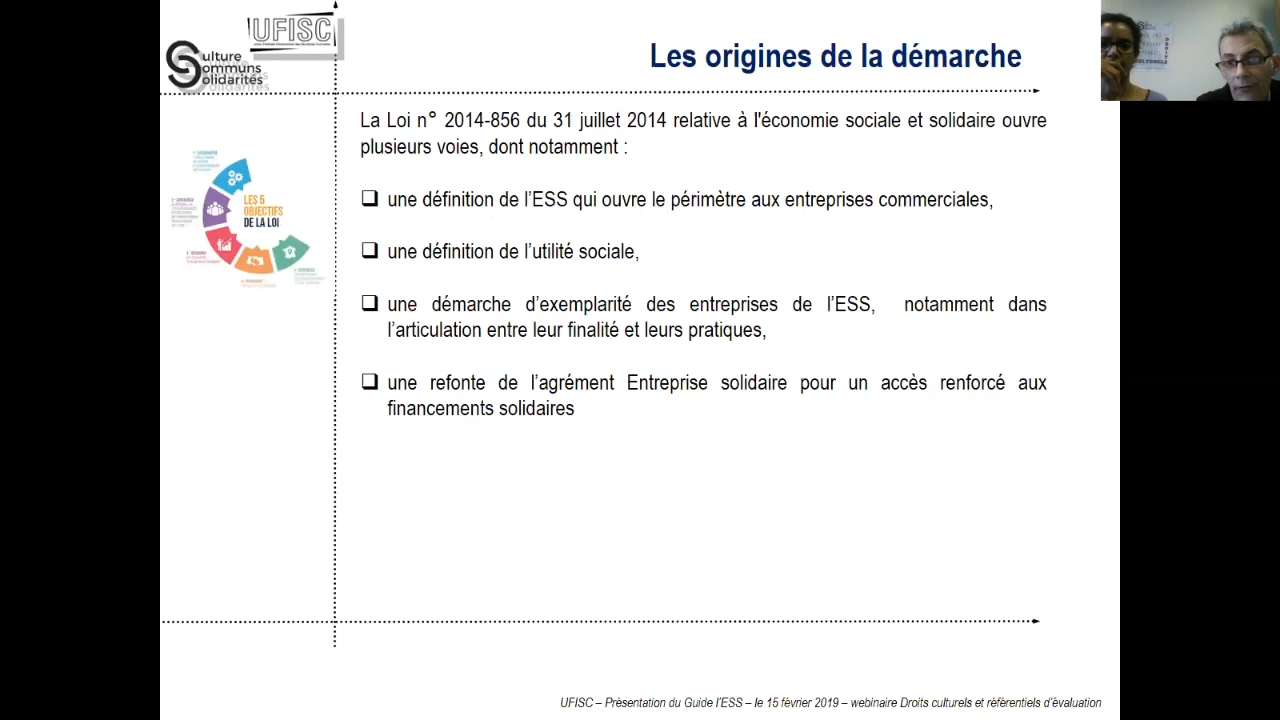 UFISC
Culture
Communs
Solidarités
Les origines de la démarche
La Loi n° 2014-856 du 31 juillet 2014 relative à l'économie sociale et solidaire ouvre
plusieurs voies, dont notamment :
une définition de l’ESS qui ouvre le périmètre aux entreprises commerciales,
une définition de l’utilité sociale,
une démarche d’exemplarité des entreprises de l’ESS, notamment dans
l’articulation entre leur finalité et leurs pratiques,
une refonte de l’agrément Entreprise solidaire pour un accès renforcé aux
financements solidaires
LES 5
OBJECTIFS
DE LA LOI
UFISC – Présentation du Guide l’ESS – le 15 février 2019 – webinaire Droits culturels et référentiels d’évaluation